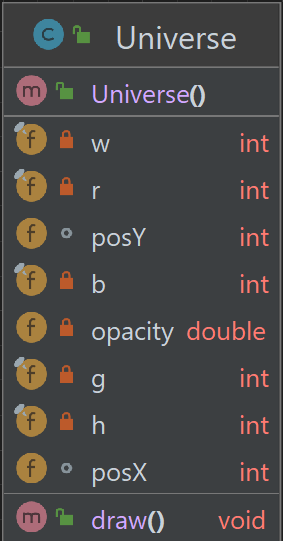 C Universe
m Universe()
f w int
f r int
f posY int
f b int
f opacity double
f g int
f h int
f posX int
m draw() void